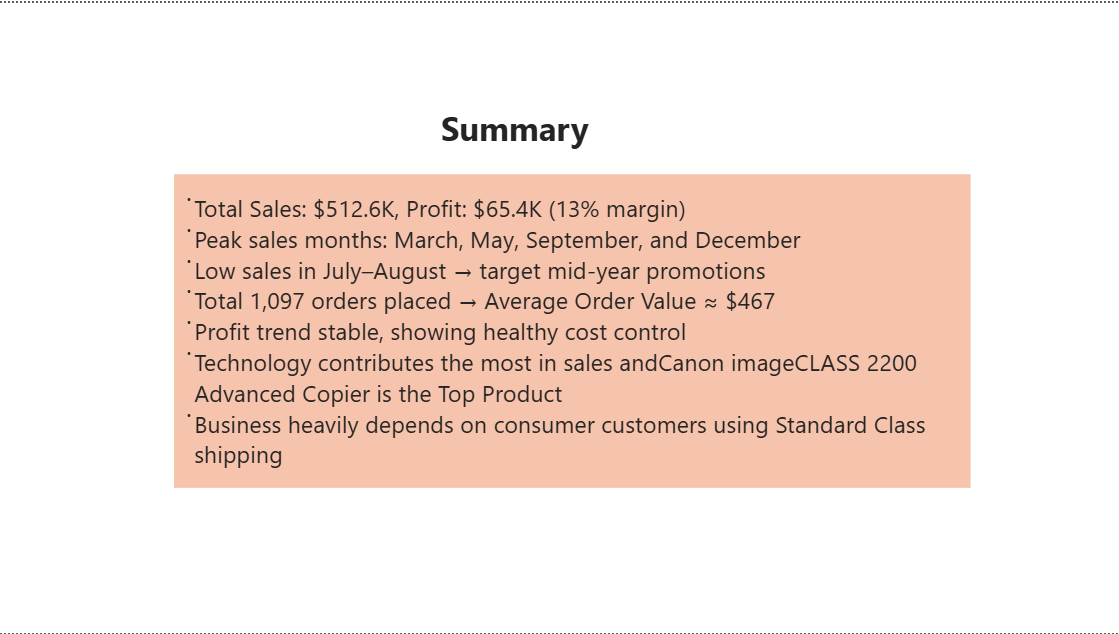 Summary
·Total Sales: $512.6K, Profit: $65.4K (13% margin)
·Peak sales months: March, May, September, and December
·Low sales in July–August → target mid-year promotions
·Total 1,097 orders placed → Average Order Value ≈ $467
·Profit trend stable, showing healthy cost control
·Technology contributes the most in sales andCanon imageCLASS 2200
Advanced Copier is the Top Product
·Business heavily depends on consumer customers using Standard Class
shipping